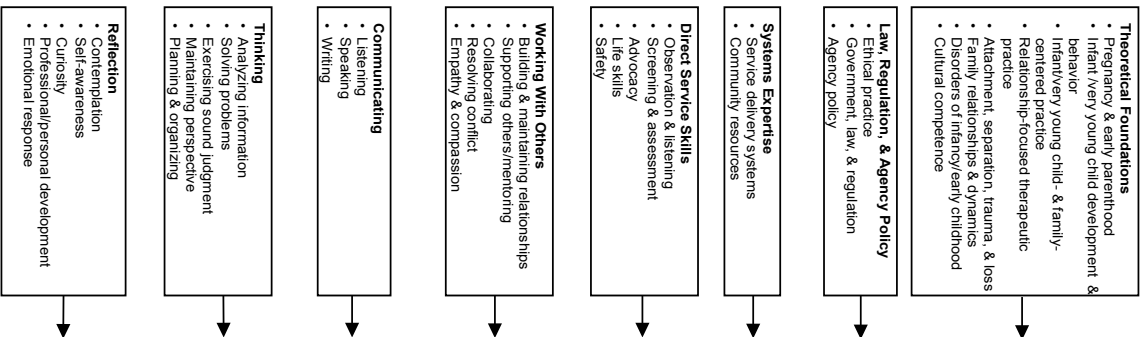 Theoretical Foundations
• Pregnancy & early parenthood
• Infant /very young child development &
behavior
• Infant/very young child- & family-
centered practice
• Relationship-focused therapeutic
practice
• Attachment, separation, trauma, & loss
• Family relationships & dynamics
• Disorders of infancy/early childhood
• Cultural competence
Law, Regulation, & Agency Policy
• Ethical practice
• Government, law, & regulation
• Agency policy
Systems Expertise
• Service delivery systems
• Community resources
Direct Service Skills
• Observation & listening
• Screening & assessment
• Advocacy
• Life skills
• Safety
Working With Others
• Building & maintaining relationships
• Supporting others/mentoring
• Collaborating
• Resolving conflict
• Empathy & compassion
Communicating
• Listening
• Speaking
• Writing
Thinking
• Analyzing information
• Solving problems
• Exercising sound judgment
• Maintaining perspective
• Planning & organizing
Reflection
• Contemplation
• Self-awareness
• Curiosity
• Professional/personal development
• Emotional response